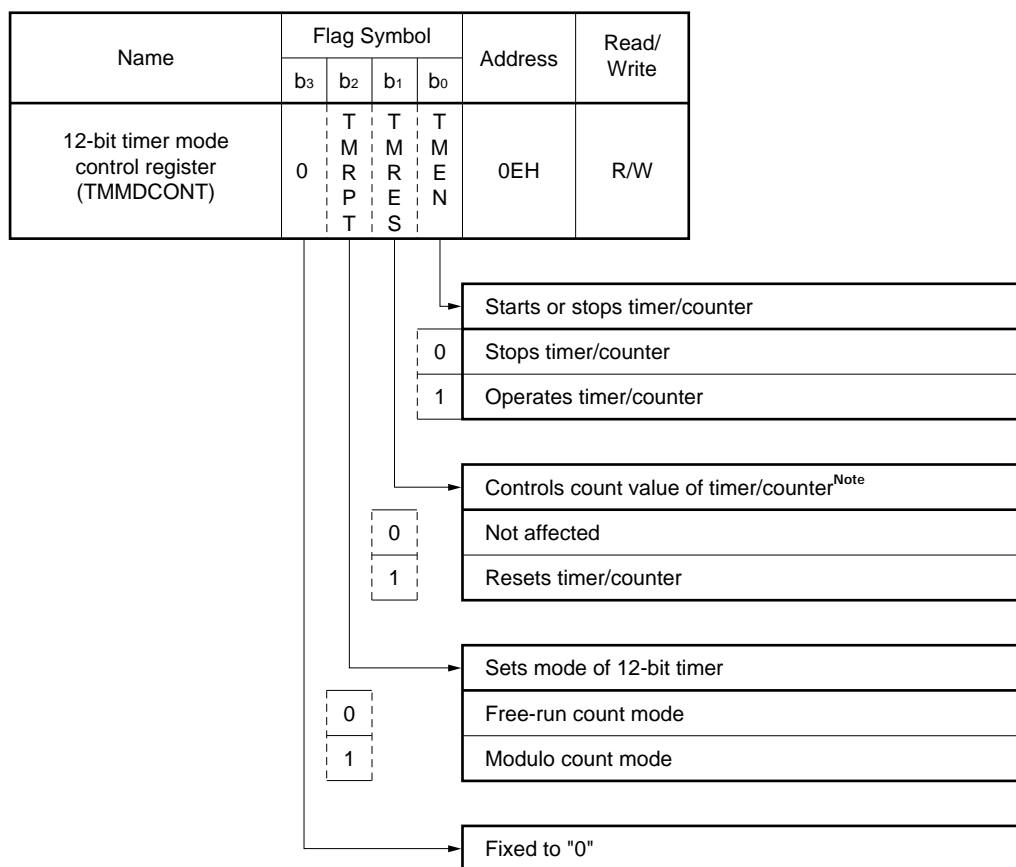 Name
Flag Symbol
b3 b2 b1 b0
Address
Read/
Write
12-bit timer mode
control register
(TMMDCONT)
0
TMRPT
TMRES
TMEN
0EH
R/W
Starts or stops timer/counter
0 Stops timer/counter
1 Operates timer/counter
Controls count value of timer/counterNote
0 Not affected
1 Resets timer/counter
Sets mode of 12-bit timer
0 Free-run count mode
1 Modulo count mode
Fixed to "0"